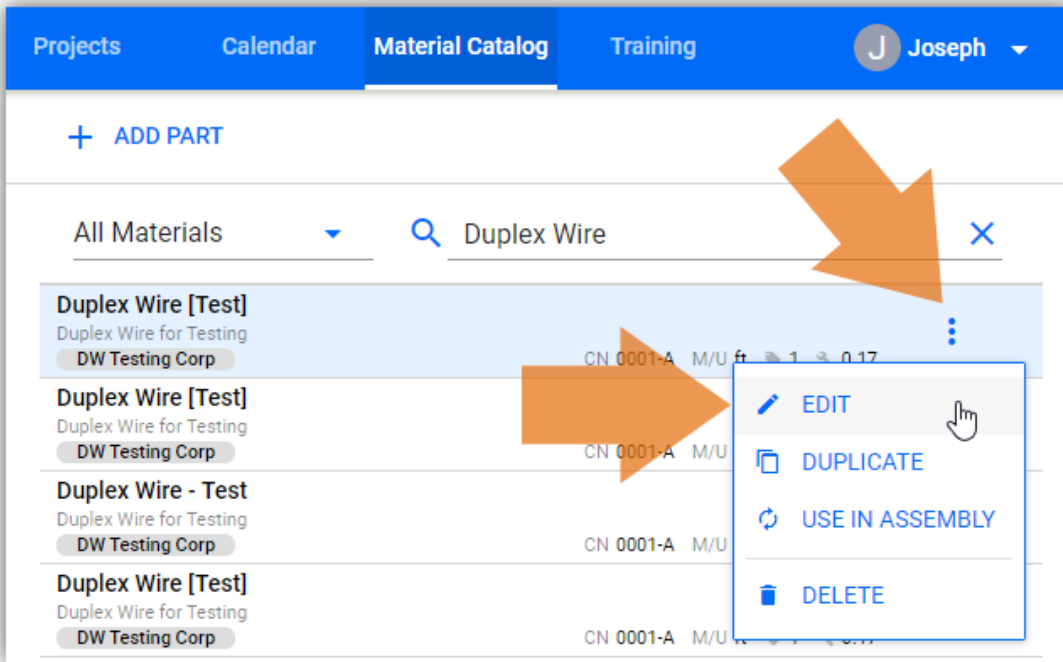 Projects Calendar Material Catalog Training J Joseph
ADD PART
All Materials Duplex Wire
Duplex Wire [Test]
Duplex Wire for Testing
DW Testing Corp CN 0001-A M/U ft 1 0.17
Duplex Wire [Test]
Duplex Wire for Testing
DW Testing Corp CN 0001-A M/U
Duplex Wire - Test
Duplex Wire for Testing
DW Testing Corp CN 0001-A M/U
Duplex Wire [Test]
Duplex Wire for Testing
DW Testing Corp CN 0001-A M/U
EDIT
DUPLICATE
USE IN ASSEMBLY
DELETE